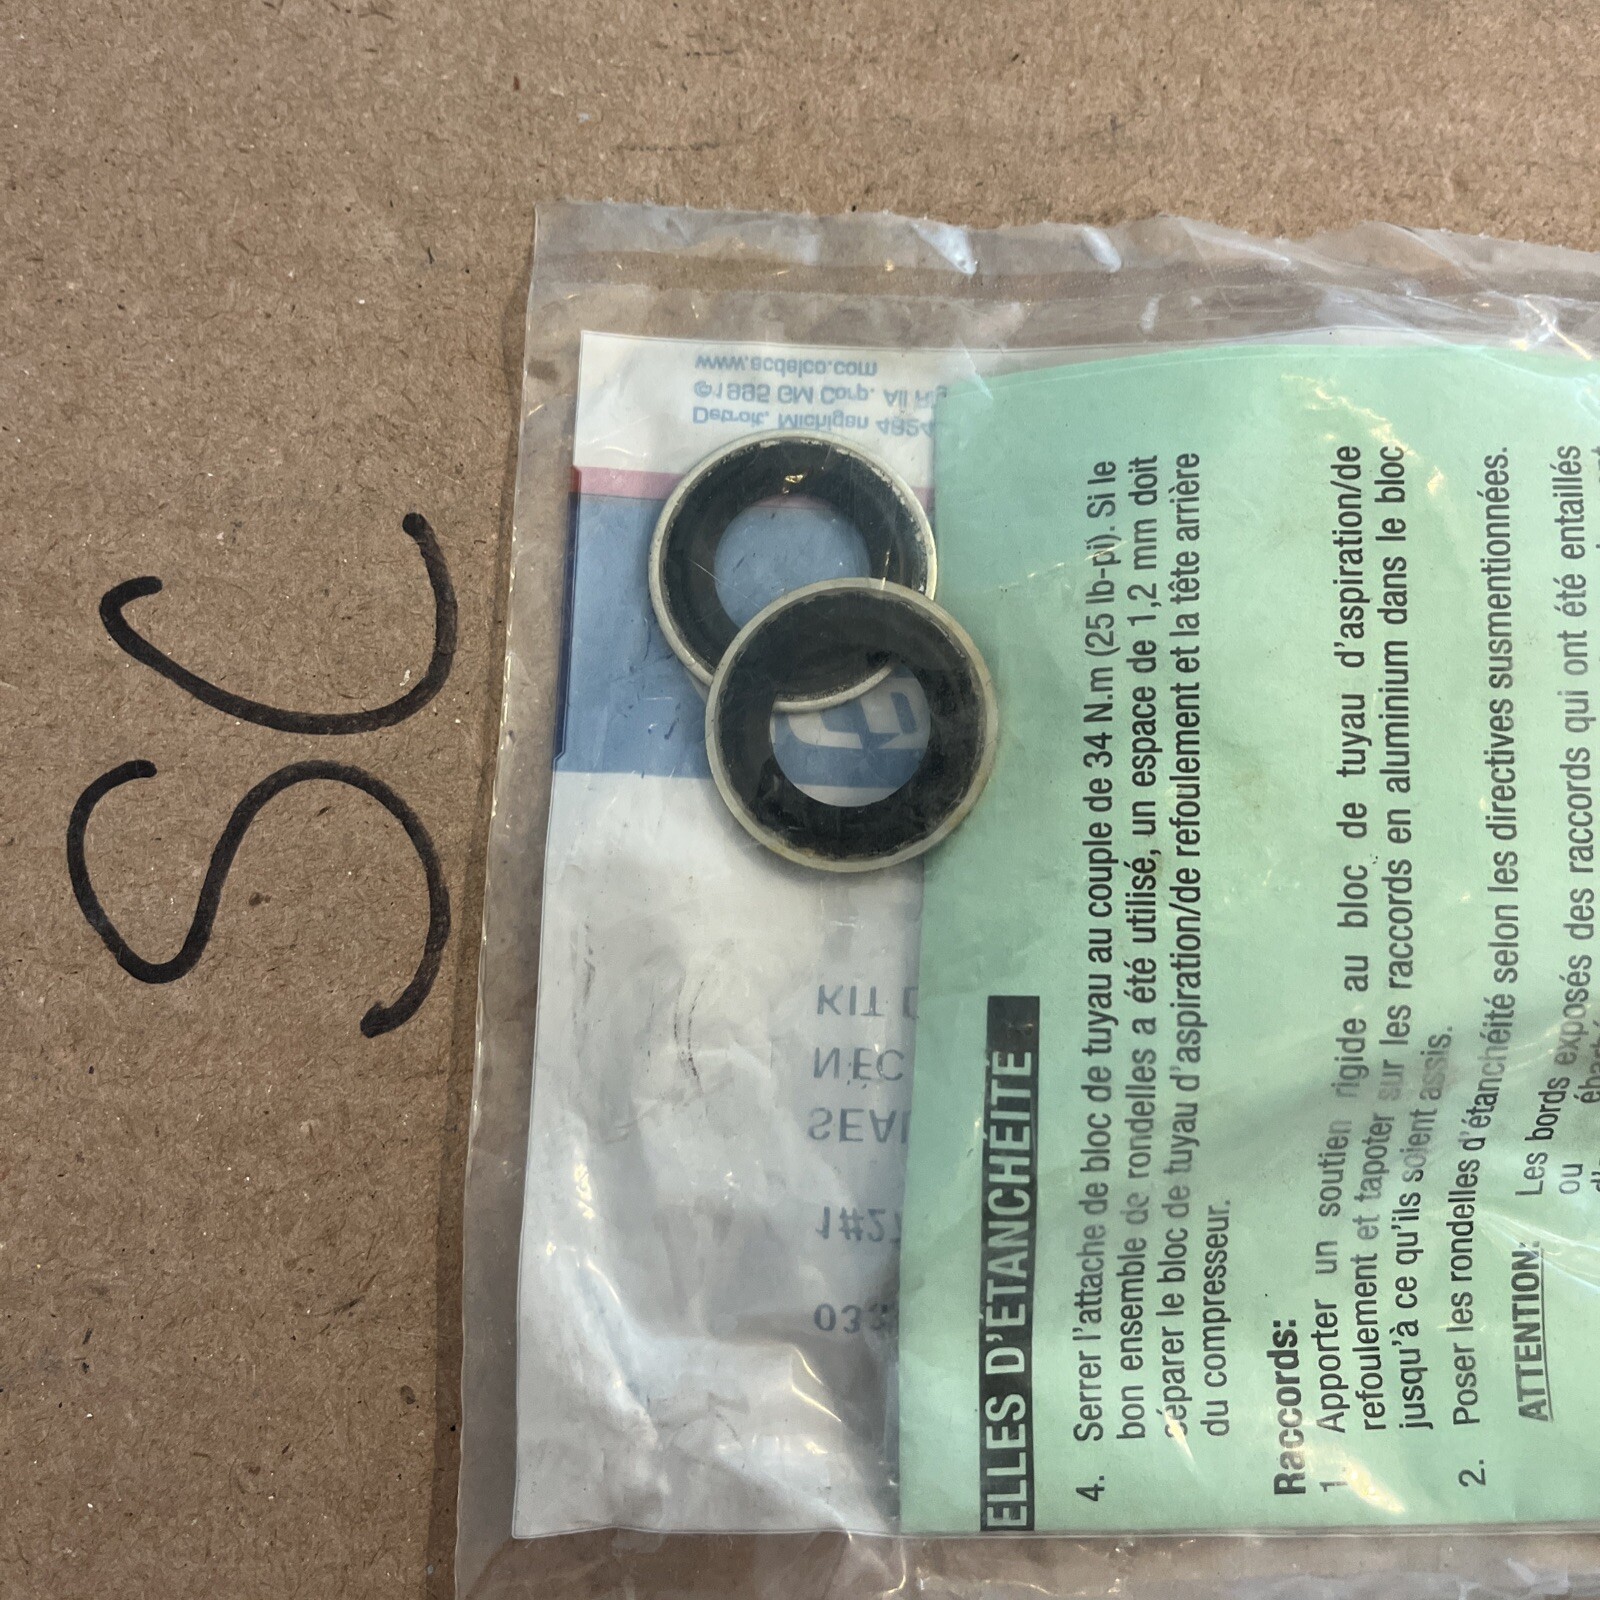 SC
www.acdelco.com
©1995 GM Corp. All
Detroit, Michigan
KIT
SEAL
1#27
ELLES D'ÉTANCHÉITÉ
4. Serrer l'attache de bloc de tuyau au couple de 34 N.m (25 lb-pi). Si le
bon ensemble de rondelles a été utilisé, un espace de 1,2 mm doit
séparer le bloc de tuyau d'aspiration/de refoulement et la tête arrière
du compresseur.
Raccords:
1. Apporter un soutien rigide au bloc de tuyau d'aspiration/de
refoulement et tapoter sur les raccords en aluminium dans le bloc
jusqu'à ce qu'ils soient assis.
2. Poser les rondelles d'étanchéité selon les directives susmentionnées.
ATTENTION: Les bords exposés des raccords qui ont été entaillés
ou